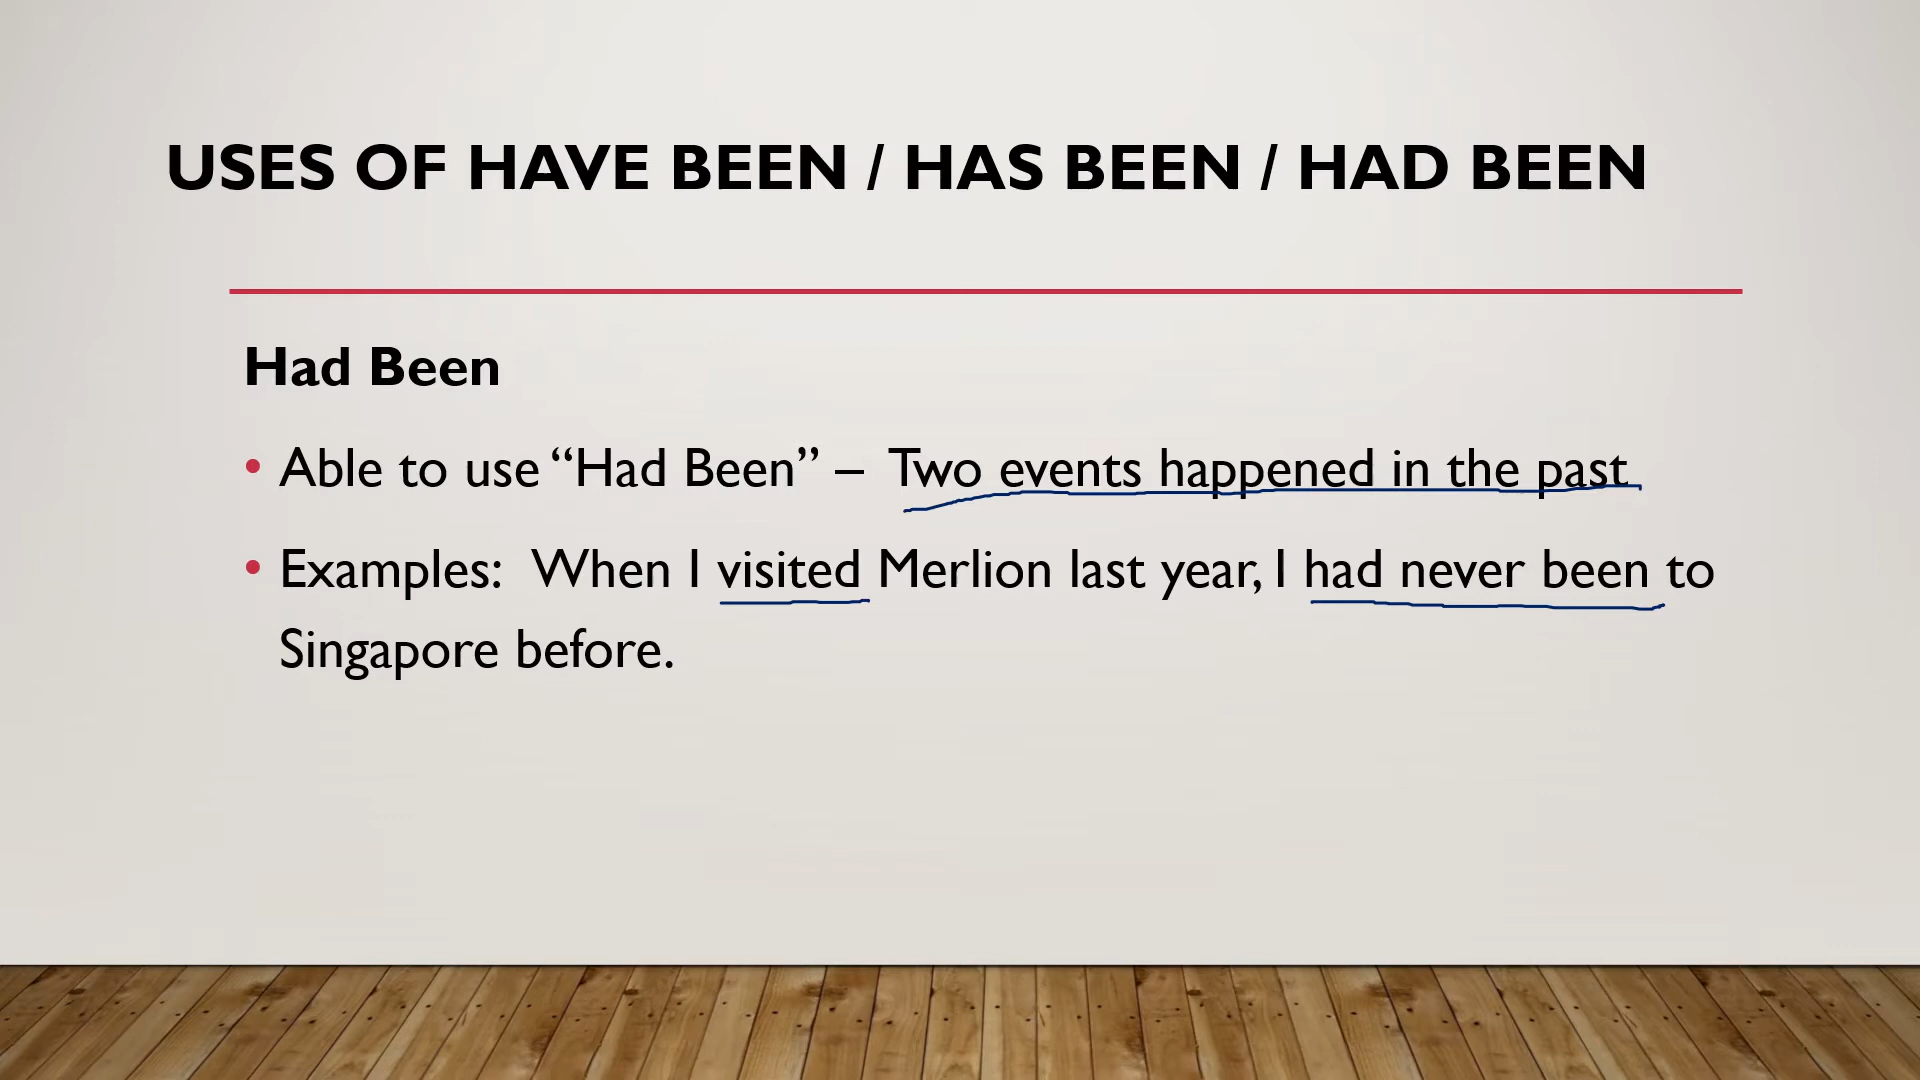 USES OF HAVE BEEN / HAS BEEN / HAD BEEN
Had Been
• Able to use “Had Been” – Two events happened in the past
• Examples: When I visited Merlion last year, I had never been to
Singapore before.